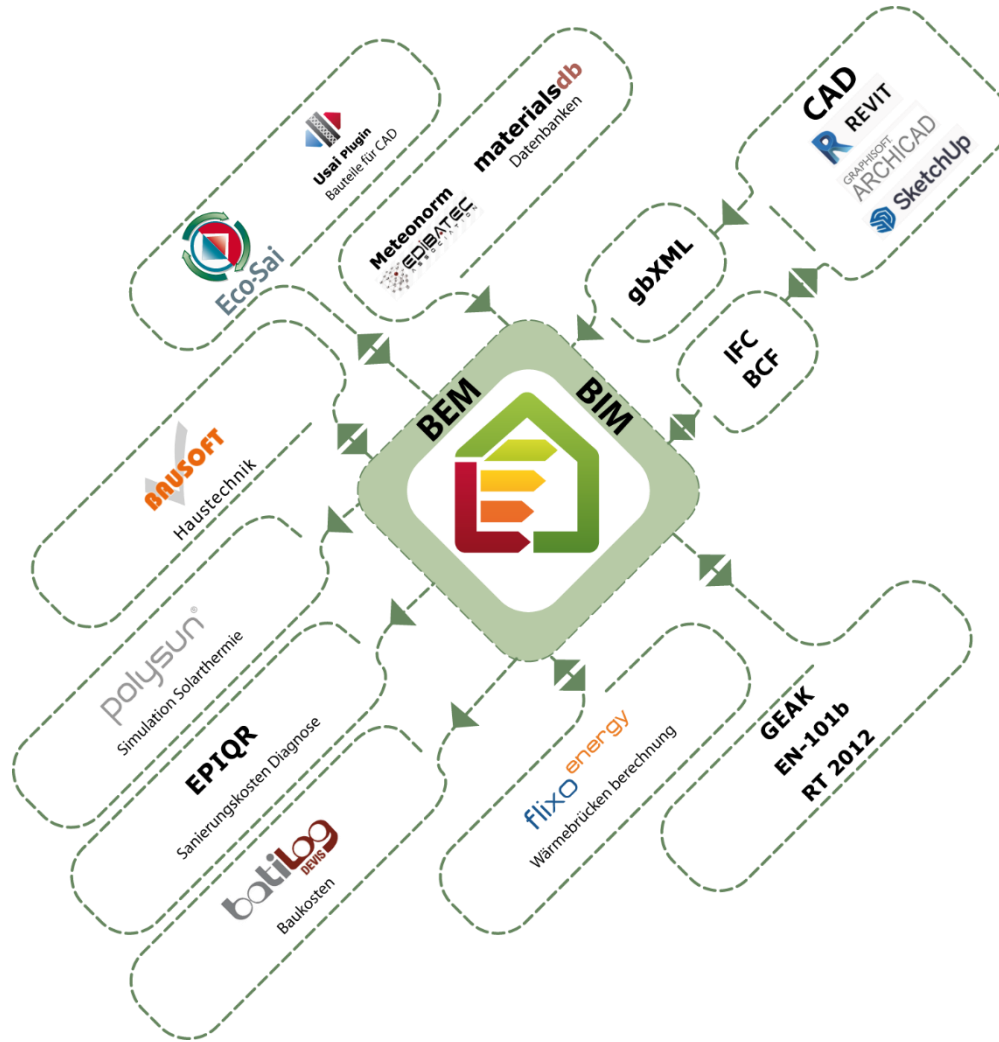 Usai Plugin
Bauteile für CAD
Eco-Sai
materialsdb
Datenbanken
Meteonorm
EDIBATEC
ASSOCIATION
CAD
REVIT
GRAPHISOFT
ARCHICAD
SketchUp
gbXML
IFC
BCF
BEM
BIM
BAUSOFT
Haustechnik
polysun®
Simulation Solarthermie
EPIQR
Sanierungskosten Diagnose
batiLog
DEVIS
Baukosten
flixo energy
Wärmebrücken berechnung
GEAK
EN-101b
RT 2012